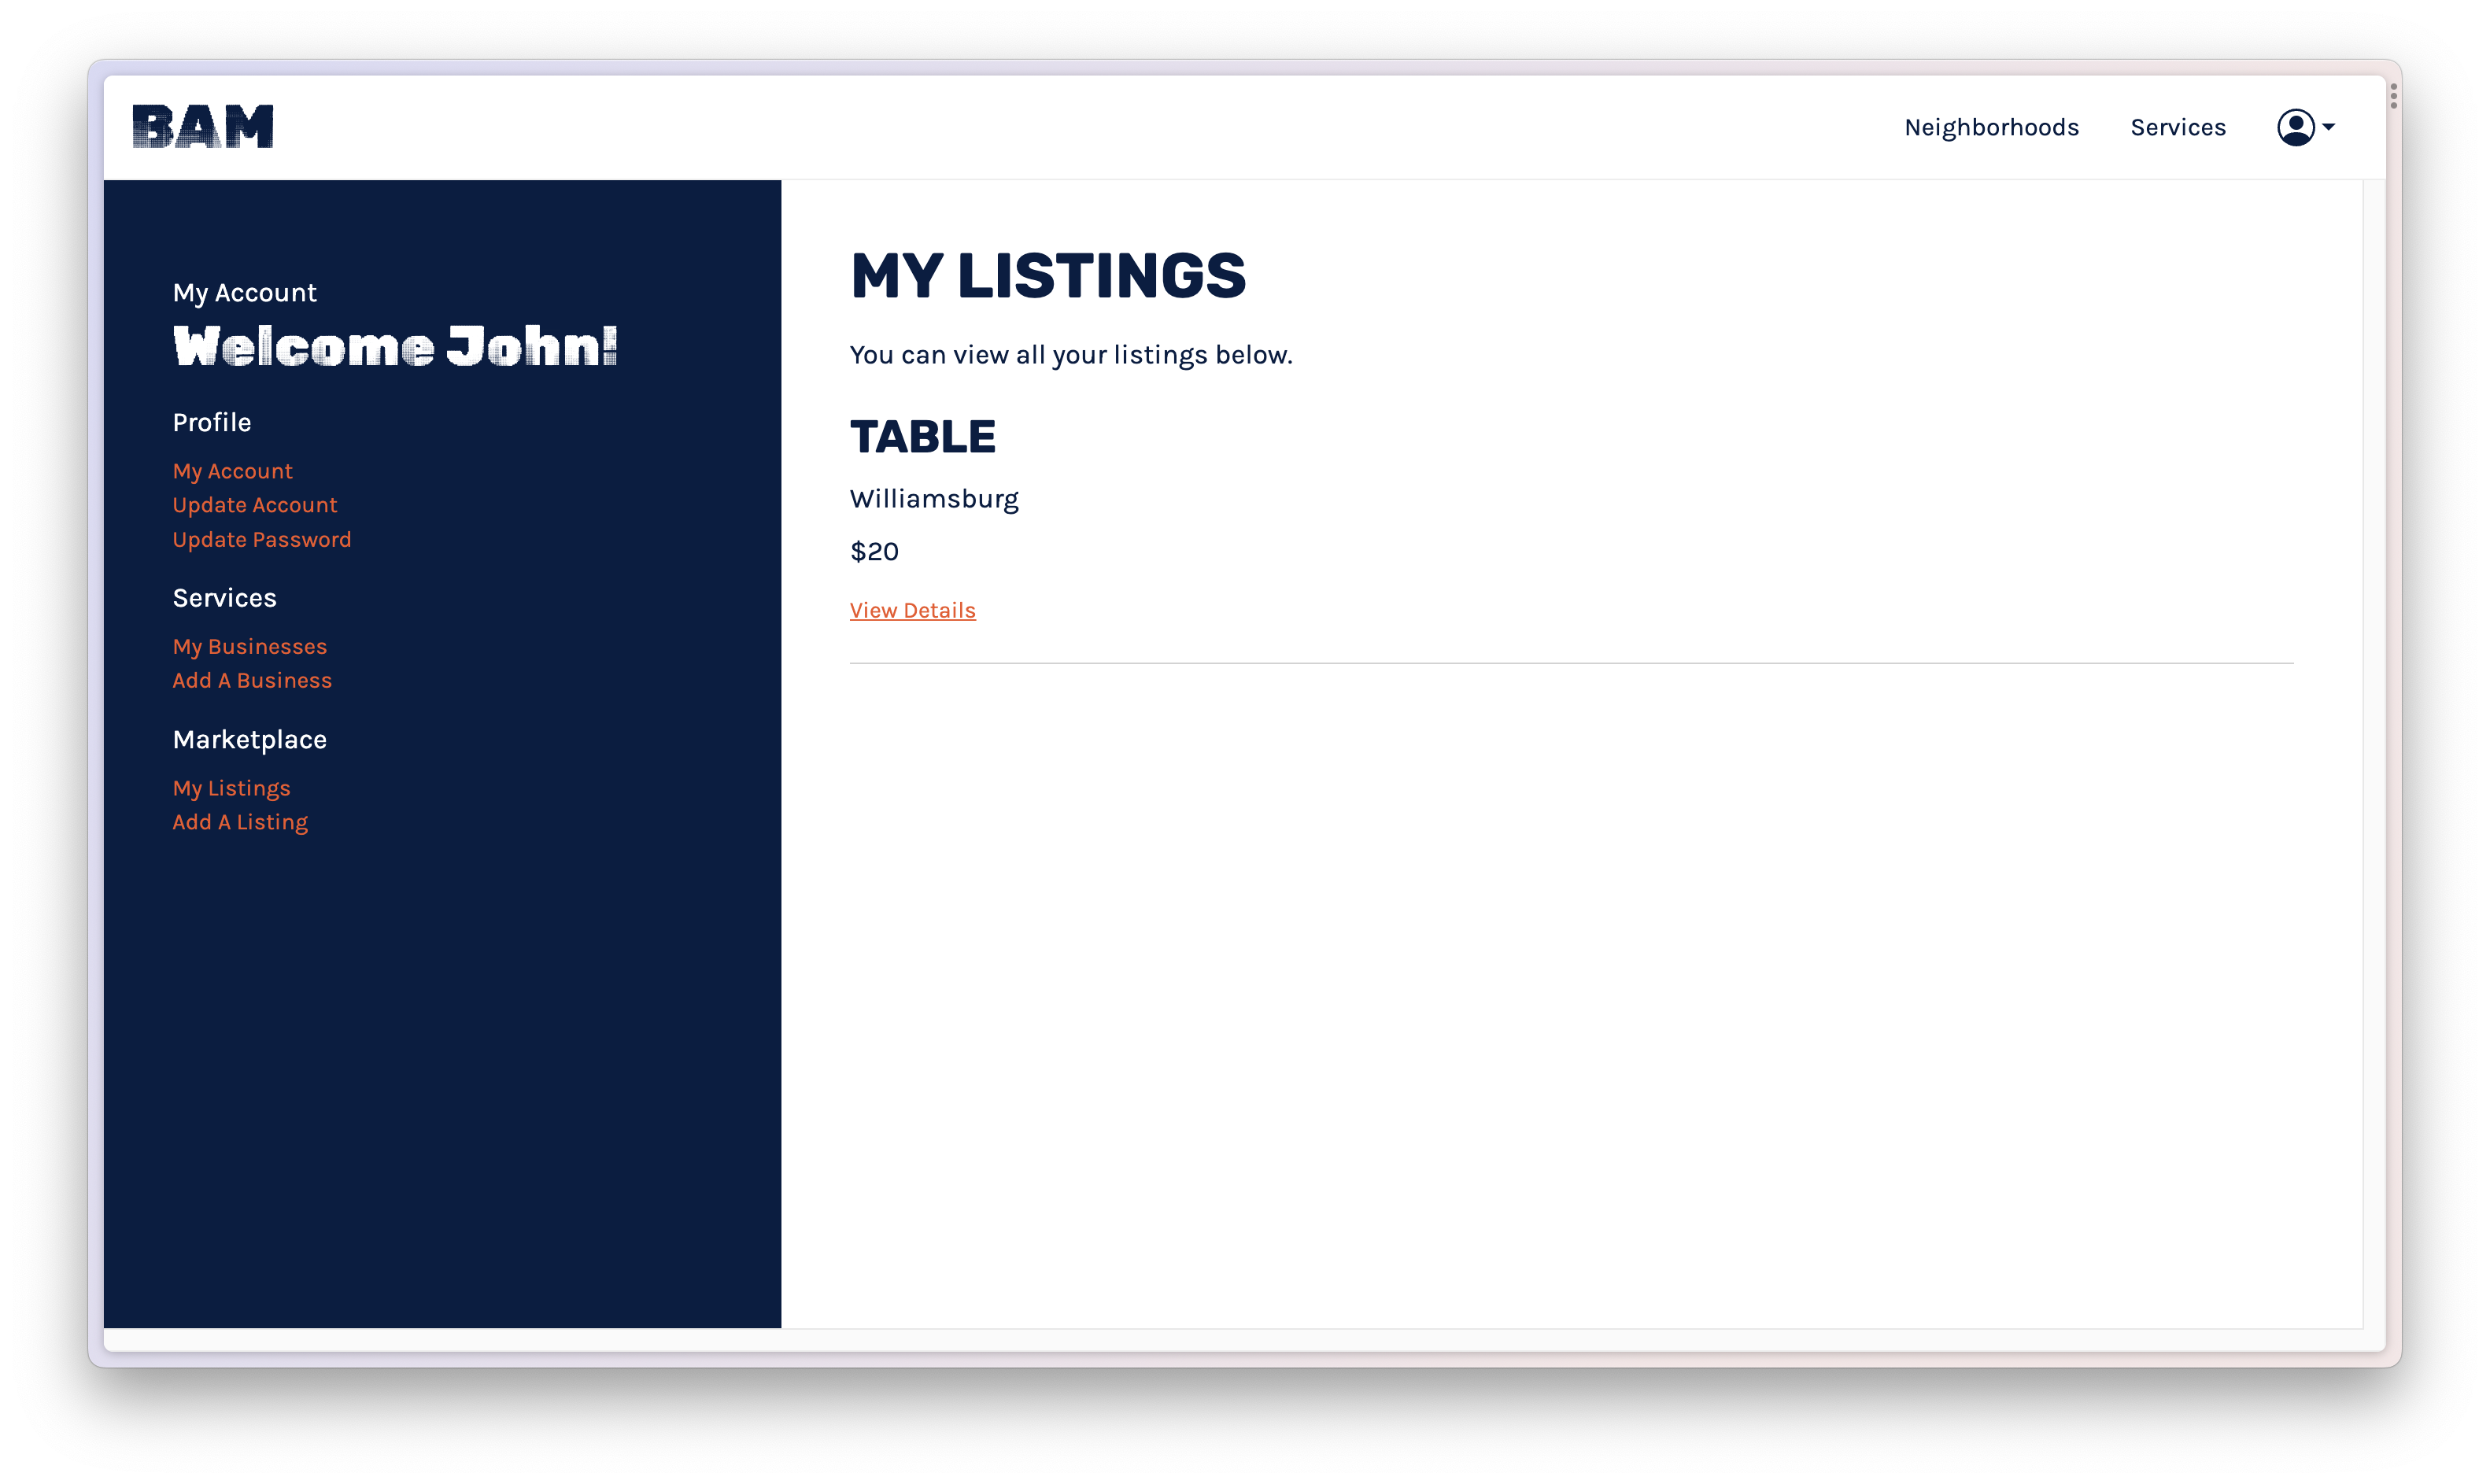 BAM
Neighborhoods
Services
My Account
Welcome John!
Profile
My Account
Update Account
Update Password
Services
My Businesses
Add A Business
Marketplace
My Listings
Add A Listing
MY LISTINGS
You can view all your listings below.
TABLE
Williamsburg
$20
View Details